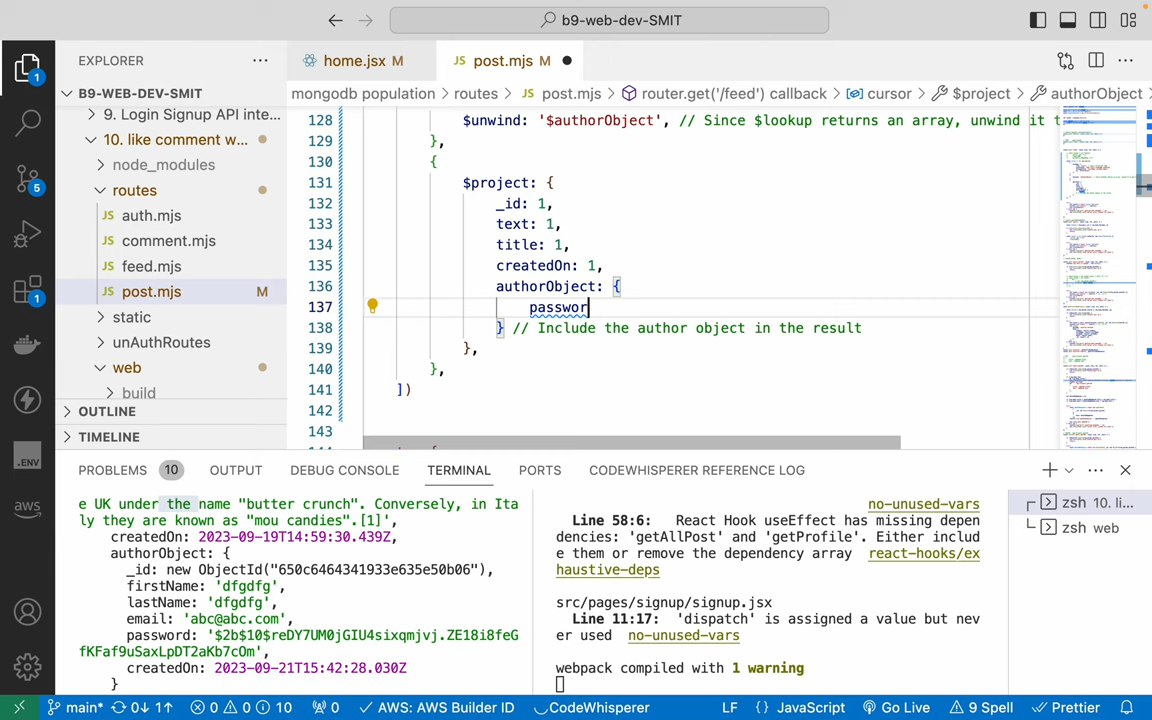 b9-web-dev-SMIT
EXPLORER
home.jsx M
JS post.mjs M
B9-WEB-DEV-SMIT
mongodb population > routes > JS post.mjs > router.get('/feed') callback > cursor > $project > authorObject >
9. Login Signup API inte...
10. like comment w...
node_modules
routes
JS auth.mjs
JS comment.mjs
JS feed.mjs
JS post.mjs M
static
unAuthRoutes
web
build
OUTLINE
TIMELINE
1
5
1
.ENV
aws
128 $unwind: '$authorObject', // Since $lookup returns an array, unwind it t
129 },
130 {
131 $project: {
132 _id: 1,
133 text: 1,
134 title: 1,
135 createdOn: 1,
136 authorObject: {
137 passwor
138 } // Include the author object in the result
139 },
140 },
141 ])
142
143
PROBLEMS 10 OUTPUT DEBUG CONSOLE TERMINAL PORTS CODEWHISPERER REFERENCE LOG
e UK under the name "butter crunch". Conversely, in Ita
ly they are known as "mou candies".[1]',
createdOn: 2023-09-19T14:59:30.439Z,
authorObject: {
_id: new ObjectId("650c6464341933e635e50b06"),
firstName: 'dfgdfg',
lastName: 'dfgdfg',
email: 'abc@abc.com',
password: '$2b$10$reDY7UM0jGIU4sixqmjvj.ZE18i8feG
fKFaf9uSaxLpDT2aKb7cOm',
createdOn: 2023-09-21T15:42:28.030Z
}
no-unused-vars
Line 58:6: React Hook useEffect has missing depen
dencies: 'getAllPost' and 'getProfile'. Either includ
e them or remove the dependency array react-hooks/ex
haustive-deps
src/pages/signup/signup.jsx
Line 11:17: 'dispatch' is assigned a value but nev
er used no-unused-vars
webpack compiled with 1 warning
zsh 10. li...
zsh web
main* 0↓ 1↑ 0 0 10 0 AWS: AWS Builder ID CodeWhisperer LF {} JavaScript Go Live 9 Spell Prettier